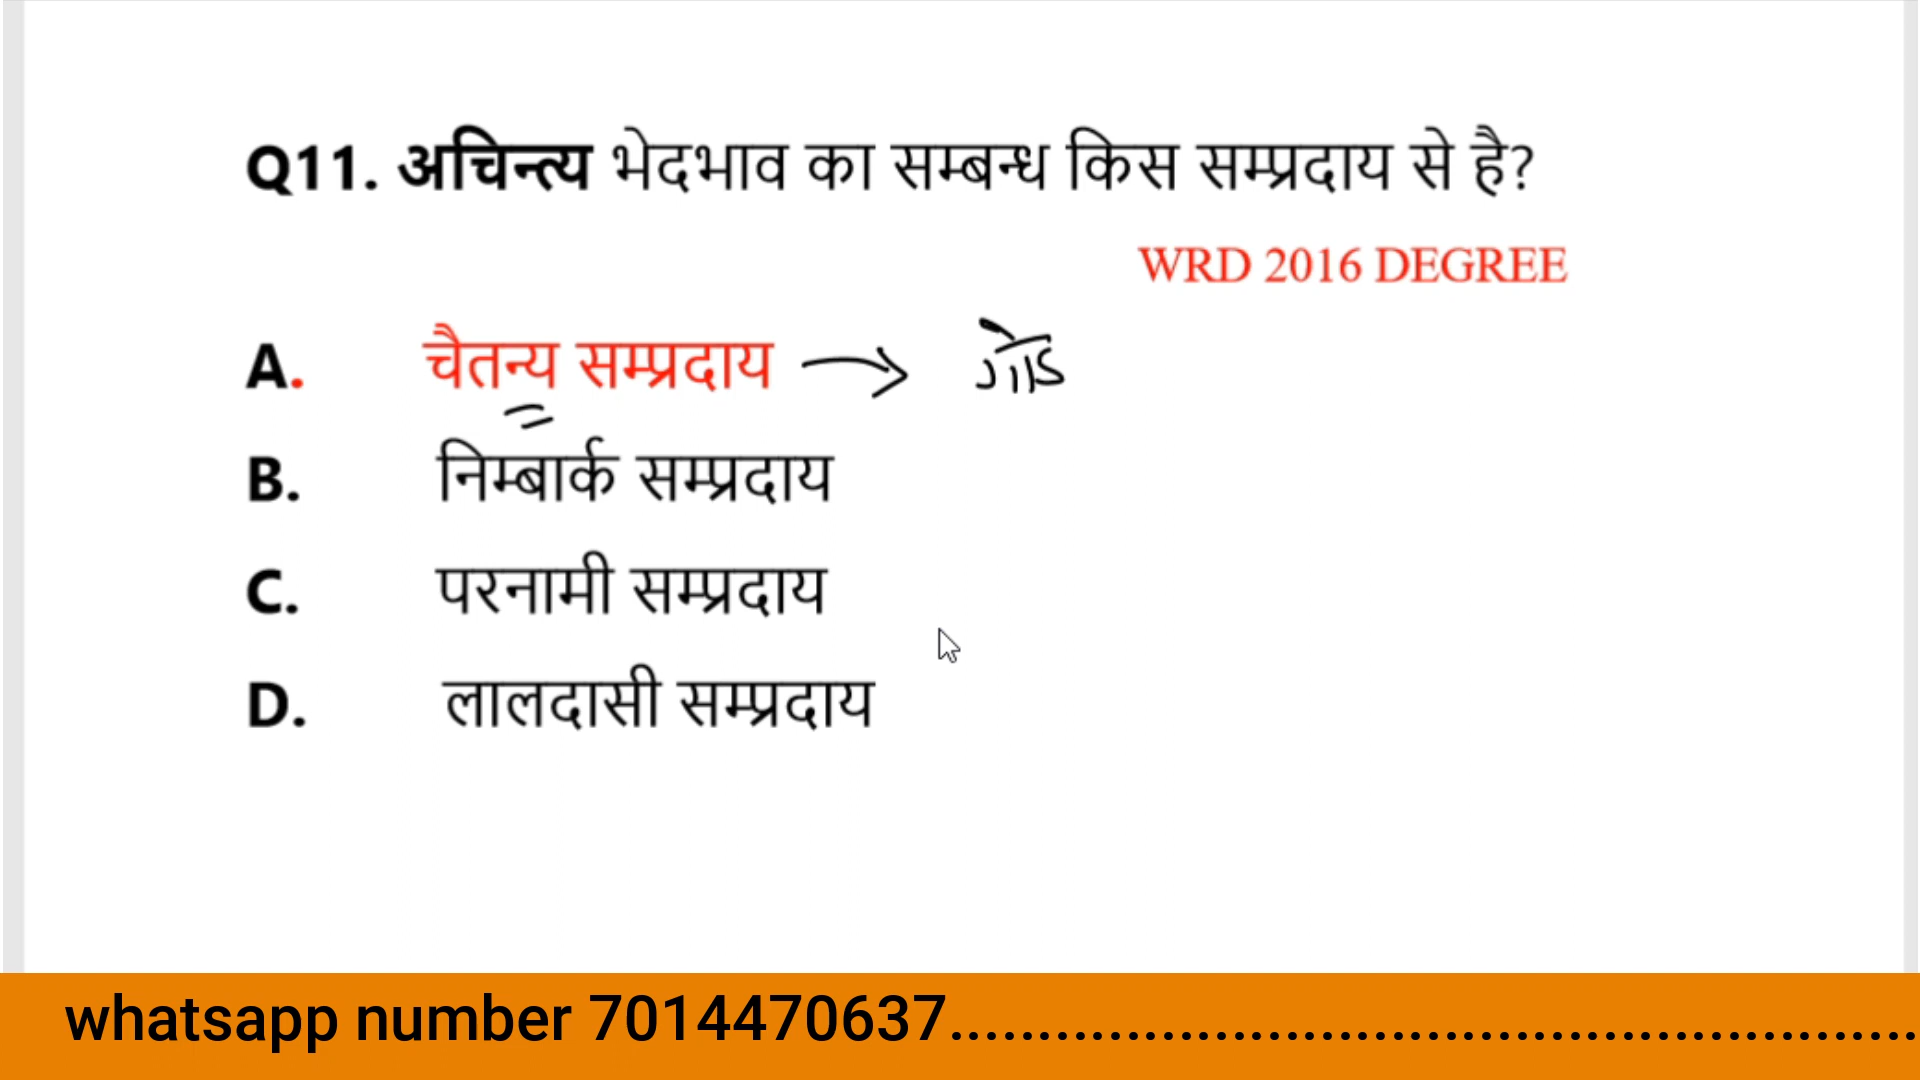 Q11. अचिन्त्य भेदभाव का सम्बन्ध किस सम्प्रदाय से है?
WRD 2016 DEGREE
A. चैतन्य सम्प्रदाय → गौड
B. निम्बार्क सम्प्रदाय
C. परनामी सम्प्रदाय
D. लालदासी सम्प्रदाय
whatsapp number 7014470637......................................................